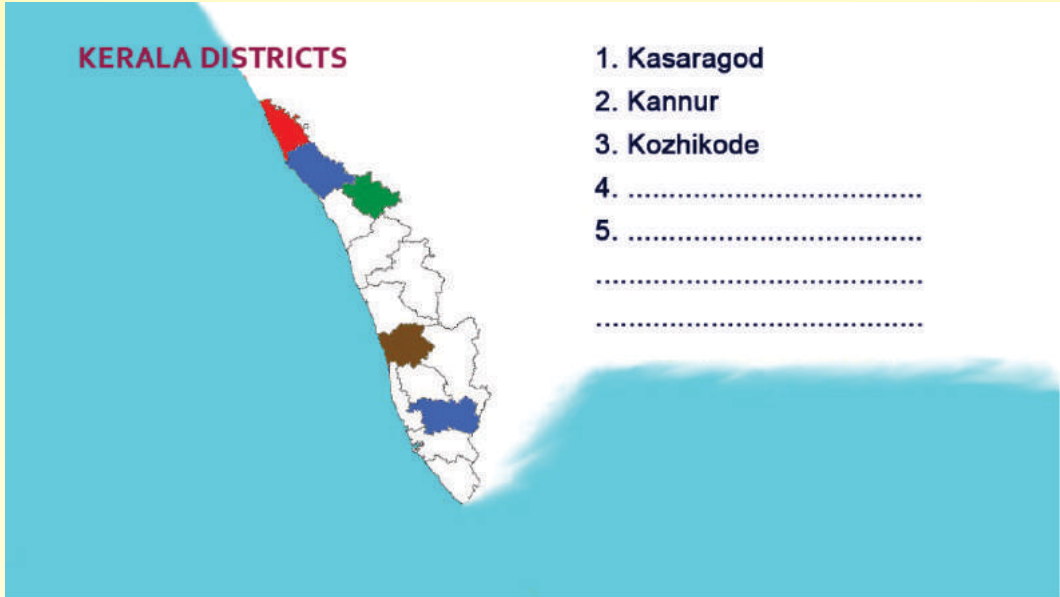 KERALA DISTRICTS
1. Kasaragod
2. Kannur
3. Kozhikode
4. ......................................
5. ......................................
..........................................
..........................................